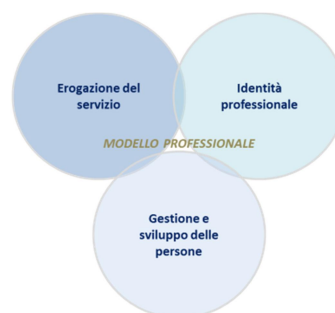 Erogazione del
servizio
Identità
professionale
MODELLO PROFESSIONALE
Gestione e
sviluppo delle
persone